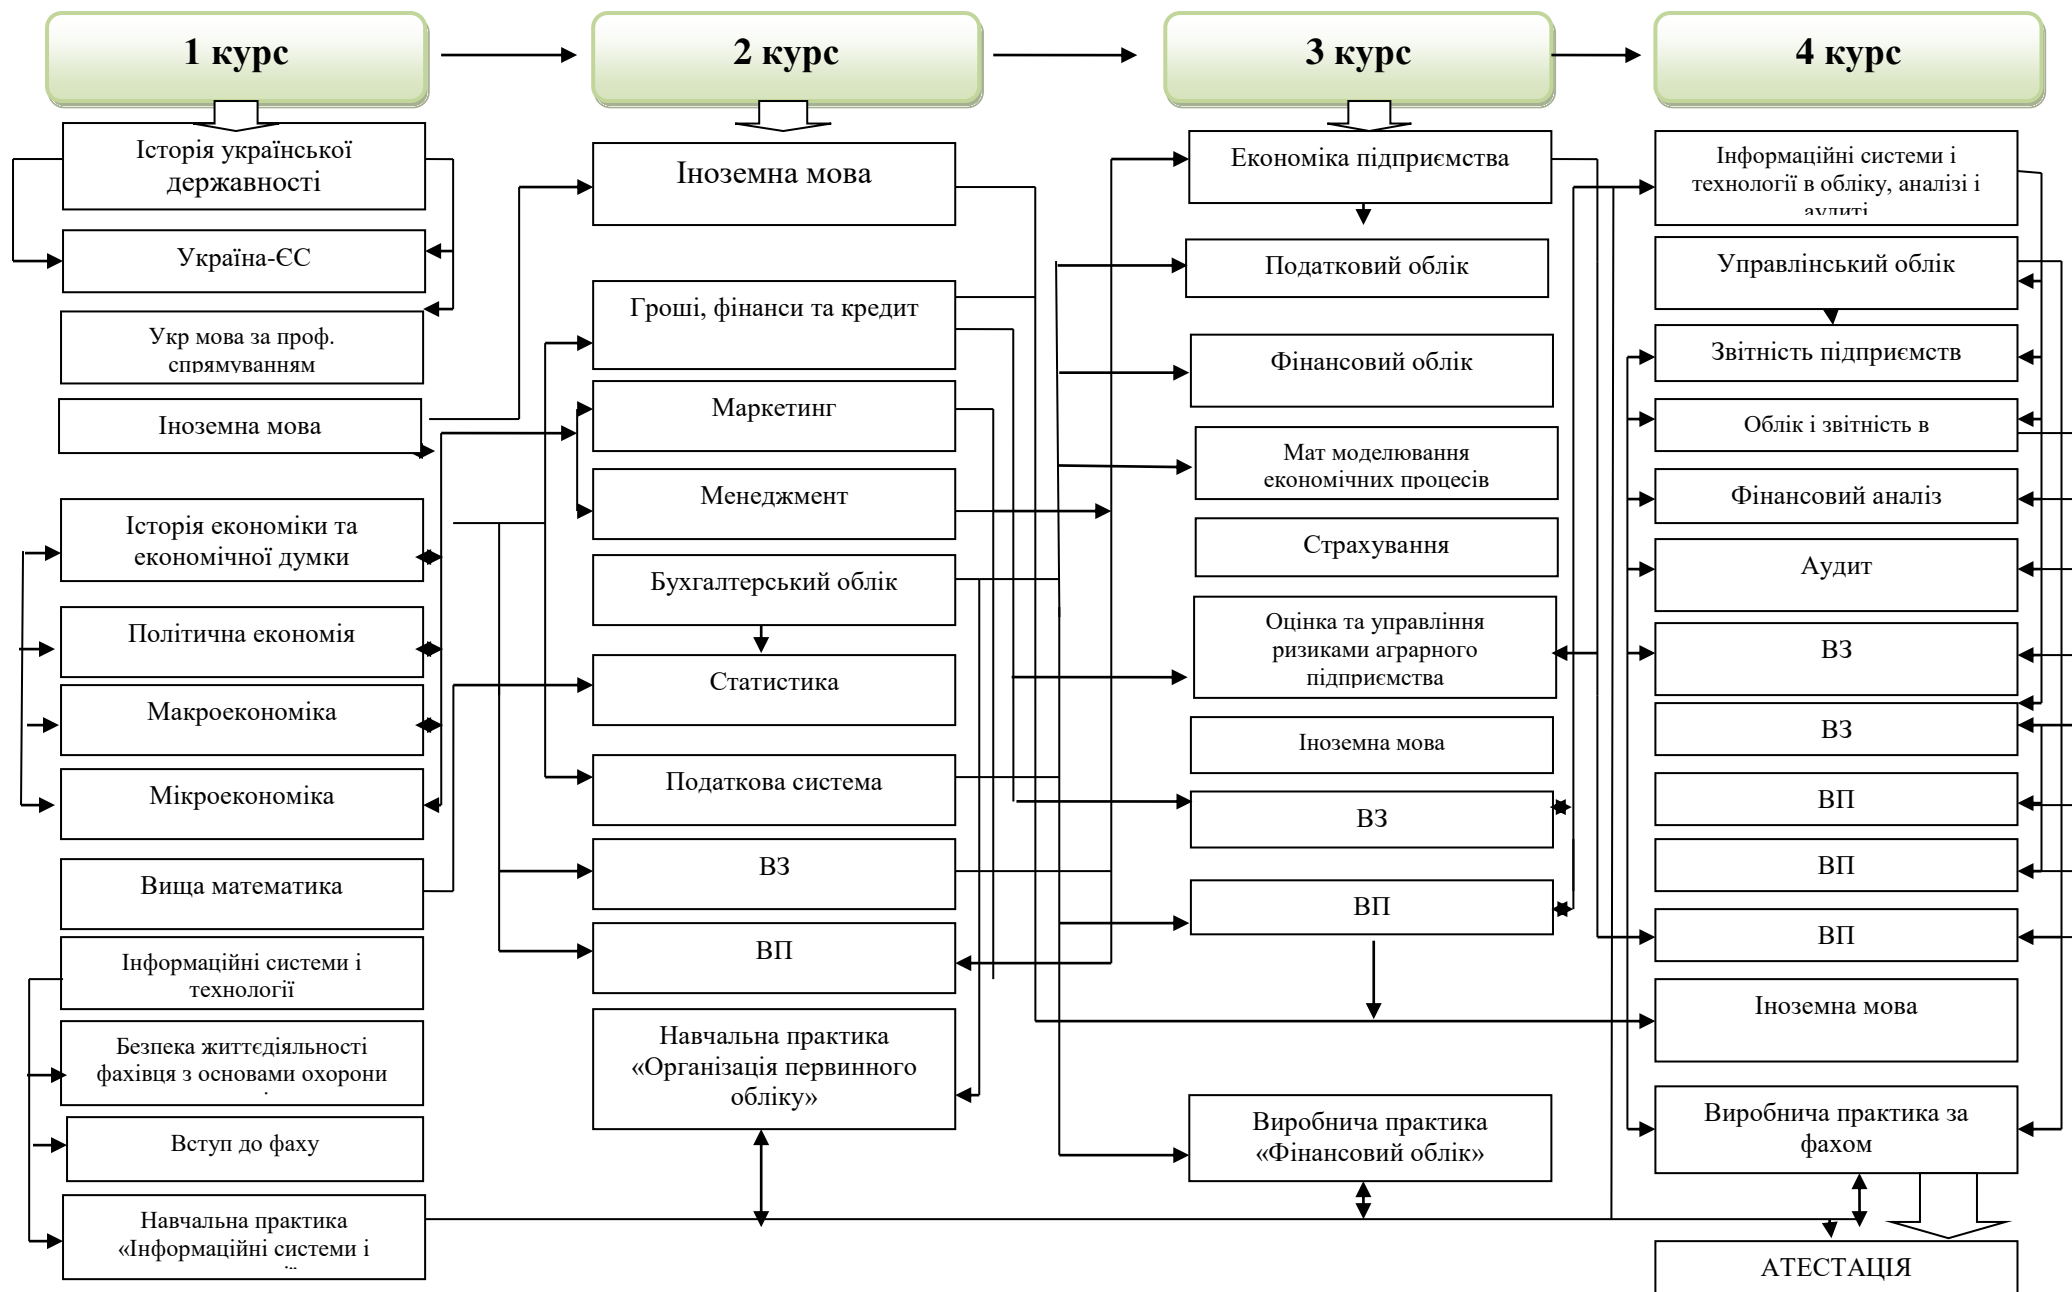 1 курс
2 курс
3 курс
4 курс
Історія української
державності
Україна-ЄС
Укр мова за проф.
спрямуванням
Іноземна мова
Історія економіки та
економічної думки
Політична економія
Макроекономіка
Мікроекономіка
Вища математика
Інформаційні системи і
технології
Безпека життєдіяльності
фахівця з основами охорони
Вступ до фаху
Навчальна практика
«Інформаційні системи і
Іноземна мова
Гроші, фінанси та кредит
Маркетинг
Менеджмент
Бухгалтерський облік
Статистика
Податкова система
ВЗ
ВП
Навчальна практика
«Організація первинного
обліку»
Економіка підприємства
Податковий облік
Фінансовий облік
Мат моделювання
економічних процесів
Страхування
Оцінка та управління
ризиками аграрного
підприємства
Іноземна мова
ВЗ
ВП
Виробнича практика
«Фінансовий облік»
Інформаційні системи і
технології в обліку, аналізі і
аудиті
Управлінський облік
Звітність підприємств
Облік і звітність в
Фінансовий аналіз
Аудит
ВЗ
ВЗ
ВП
ВП
ВП
Іноземна мова
Виробнича практика за
фахом
АТЕСТАЦІЯ